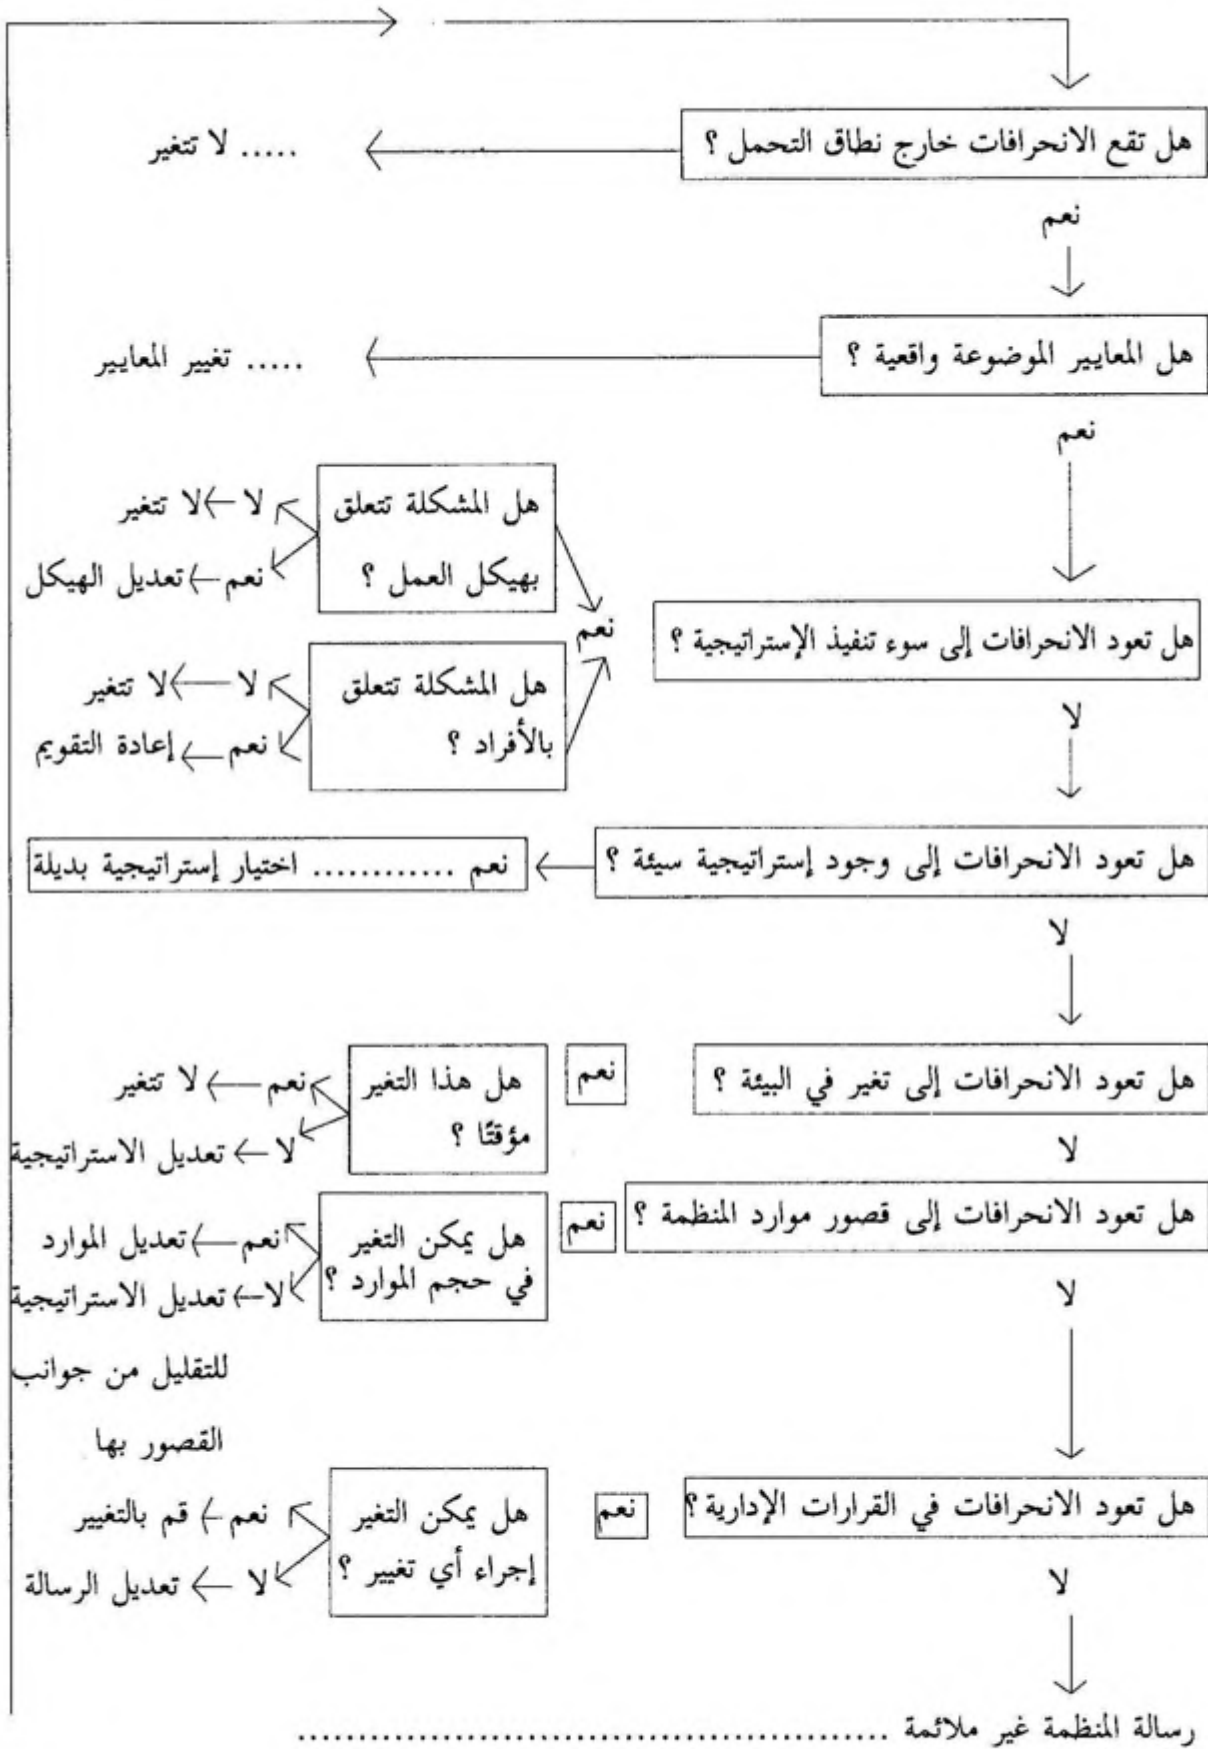 هل تقع الانحرافات خارج نطاق التحمل ؟
..... لا تتغير
نعم
هل المعايير الموضوعة واقعية ؟
..... تغيير المعايير
نعم
هل تعود الانحرافات إلى سوء تنفيذ الإستراتيجية ؟
نعم
هل المشكلة تتعلق
بهيكل العمل ؟
لا
لا تتغير
نعم
تعديل الهيكل
هل المشكلة تتعلق
بالأفراد ؟
لا
لا تتغير
نعم
إعادة التقويم
لا
هل تعود الانحرافات إلى وجود إستراتيجية سيئة ؟
نعم ............ اختيار إستراتيجية بديلة
لا
هل تعود الانحرافات إلى تغير في البيئة ؟
نعم
هل هذا التغير
مؤقتًا ؟
نعم
لا تتغير
لا
تعديل الاستراتيجية
لا
هل تعود الانحرافات إلى قصور موارد المنظمة ؟
نعم
هل يمكن التغير
في حجم الموارد ؟
نعم
تعديل الموارد
لا
تعديل الاستراتيجية
للتقليل من جوانب
القصور بها
لا
هل تعود الانحرافات في القرارات الإدارية ؟
نعم
هل يمكن التغير
إجراء أي تغيير ؟
نعم
قم بالتغيير
لا
تعديل الرسالة
لا
رسالة المنظمة غير ملائمة ........................................